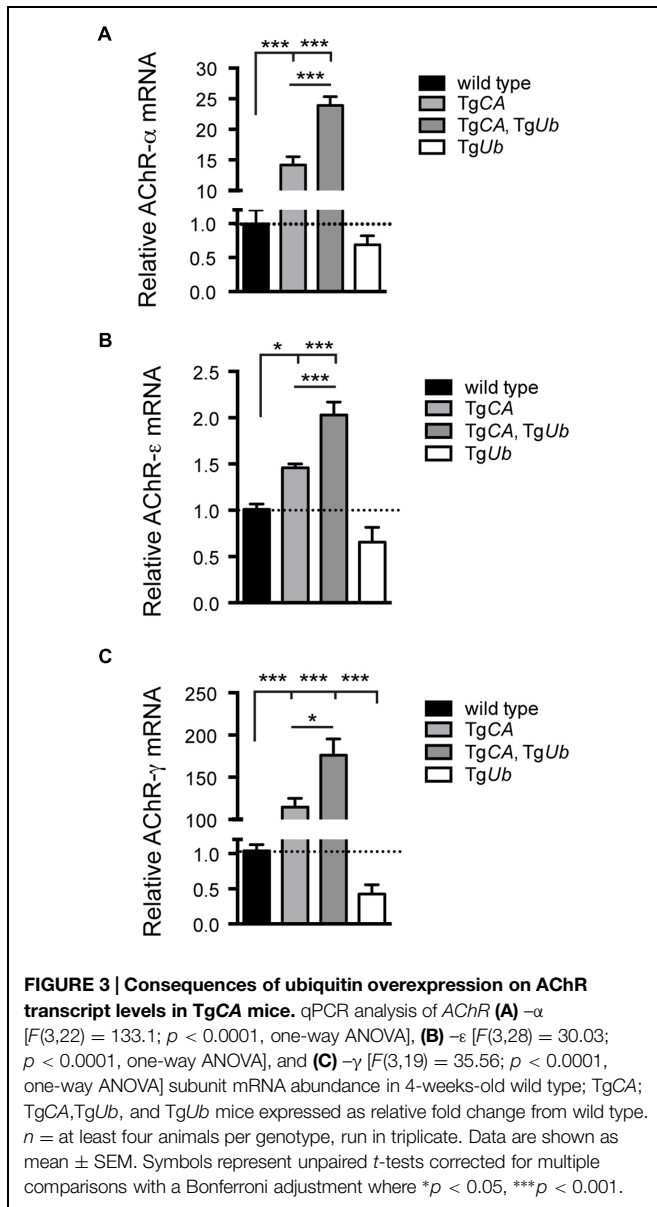 A
*** ***
***
Relative AChR-α mRNA
30
25
20
15
10
1.0
0.5
0.0
wild type
TgCA
TgCA, TgUb
TgUb
B
* ***
***
Relative AChR-ε mRNA
2.5
2.0
1.5
1.0
0.5
0.0
wild type
TgCA
TgCA, TgUb
TgUb
C
*** *** ***
*
Relative AChR-γ mRNA
250
200
150
100
1.0
0.5
0.0
wild type
TgCA
TgCA, TgUb
TgUb
FIGURE 3 | Consequences of ubiquitin overexpression on AChR
transcript levels in TgCA mice. qPCR analysis of AChR (A) –α
[F(3,22) = 133.1; p < 0.0001, one-way ANOVA], (B) –ε [F(3,28) = 30.03;
p < 0.0001, one-way ANOVA], and (C) –γ [F(3,19) = 35.56; p < 0.0001,
one-way ANOVA] subunit mRNA abundance in 4-weeks-old wild type; TgCA;
TgCA,TgUb, and TgUb mice expressed as relative fold change from wild type.
n = at least four animals per genotype, run in triplicate. Data are shown as
mean ± SEM. Symbols represent unpaired t-tests corrected for multiple
comparisons with a Bonferroni adjustment where *p < 0.05, ***p < 0.001.